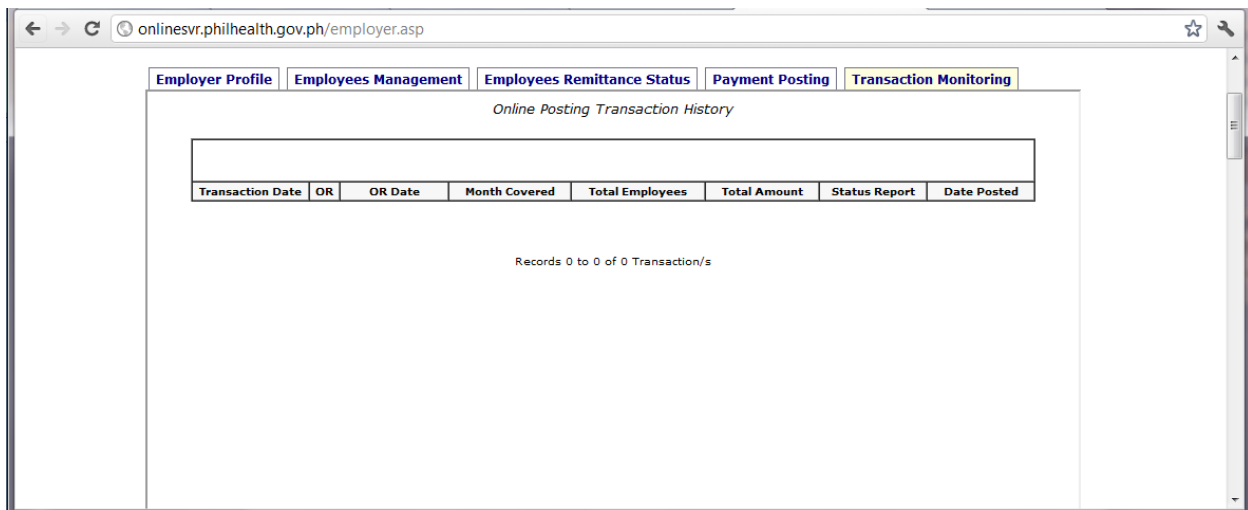 onlinesvr.philhealth.gov.ph/employer.asp
Employer Profile Employees Management Employees Remittance Status Payment Posting Transaction Monitoring
Online Posting Transaction History
Transaction Date OR OR Date Month Covered Total Employees Total Amount Status Report Date Posted
Records 0 to 0 of 0 Transaction/s